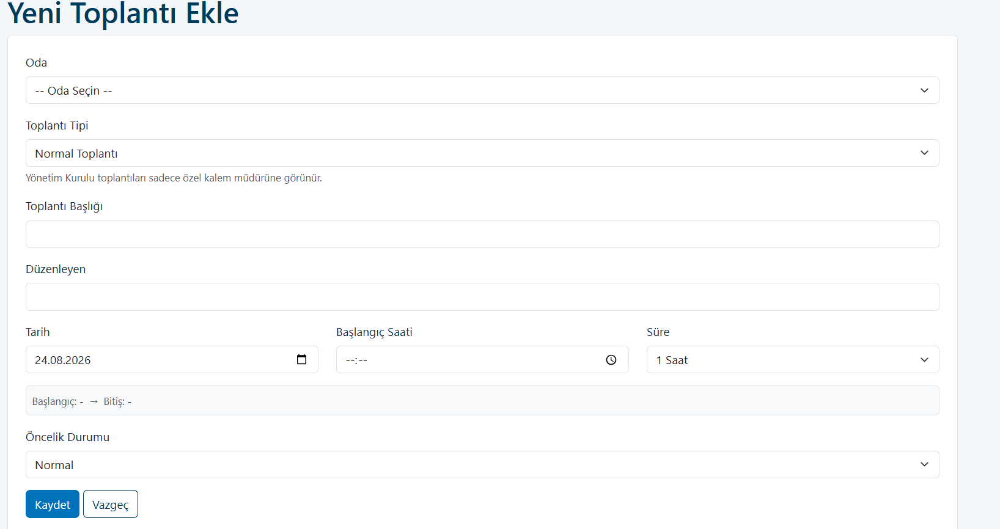 Yeni Toplantı Ekle
Oda
-- Oda Seçin --
Toplantı Tipi
Normal Toplantı
Yönetim Kurulu toplantıları sadece özel kalem müdürüne görünür.
Toplantı Başlığı
Düzenleyen
Tarih Başlangıç Saati Süre
24.08.2026 --:-- 1 Saat
Başlangıç: - → Bitiş: -
Öncelik Durumu
Normal
Kaydet Vazgeç